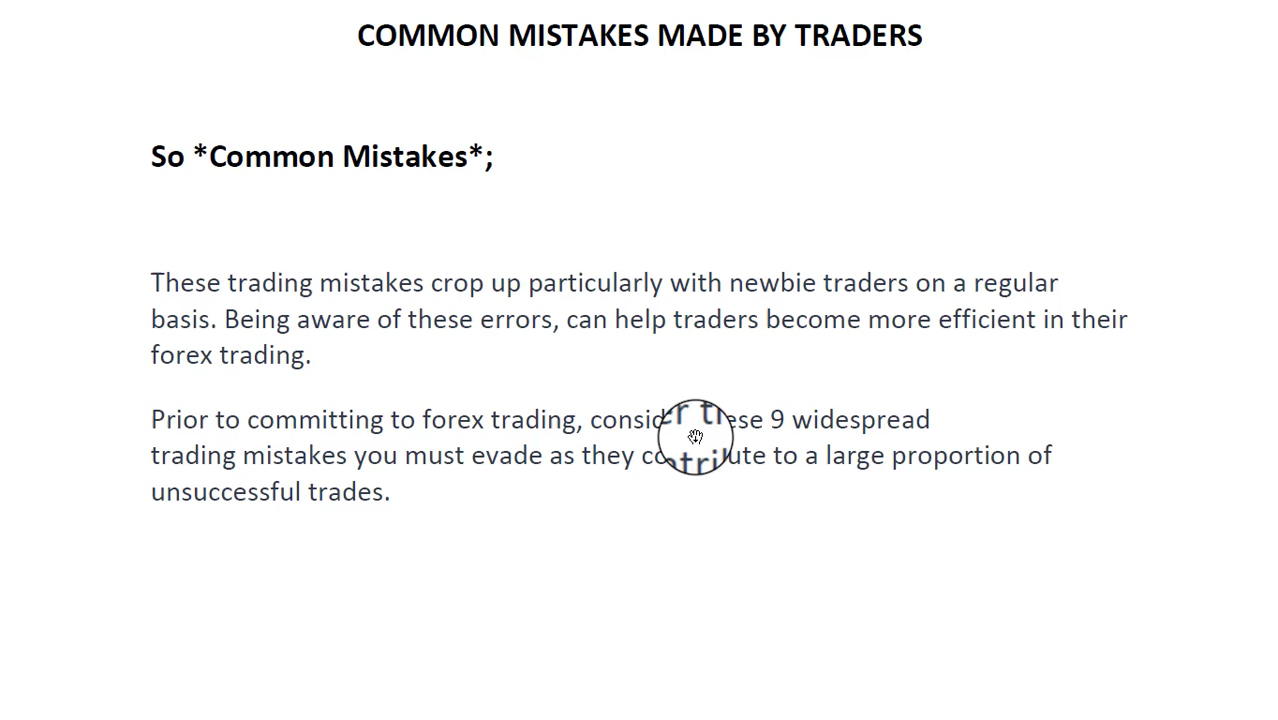 COMMON MISTAKES MADE BY TRADERS
So *Common Mistakes*;
These trading mistakes crop up particularly with newbie traders on a regular
basis. Being aware of these errors, can help traders become more efficient in their
forex trading.
Prior to committing to forex trading, consider these 9 widespread
trading mistakes you must evade as they contribute to a large proportion of
unsuccessful trades.